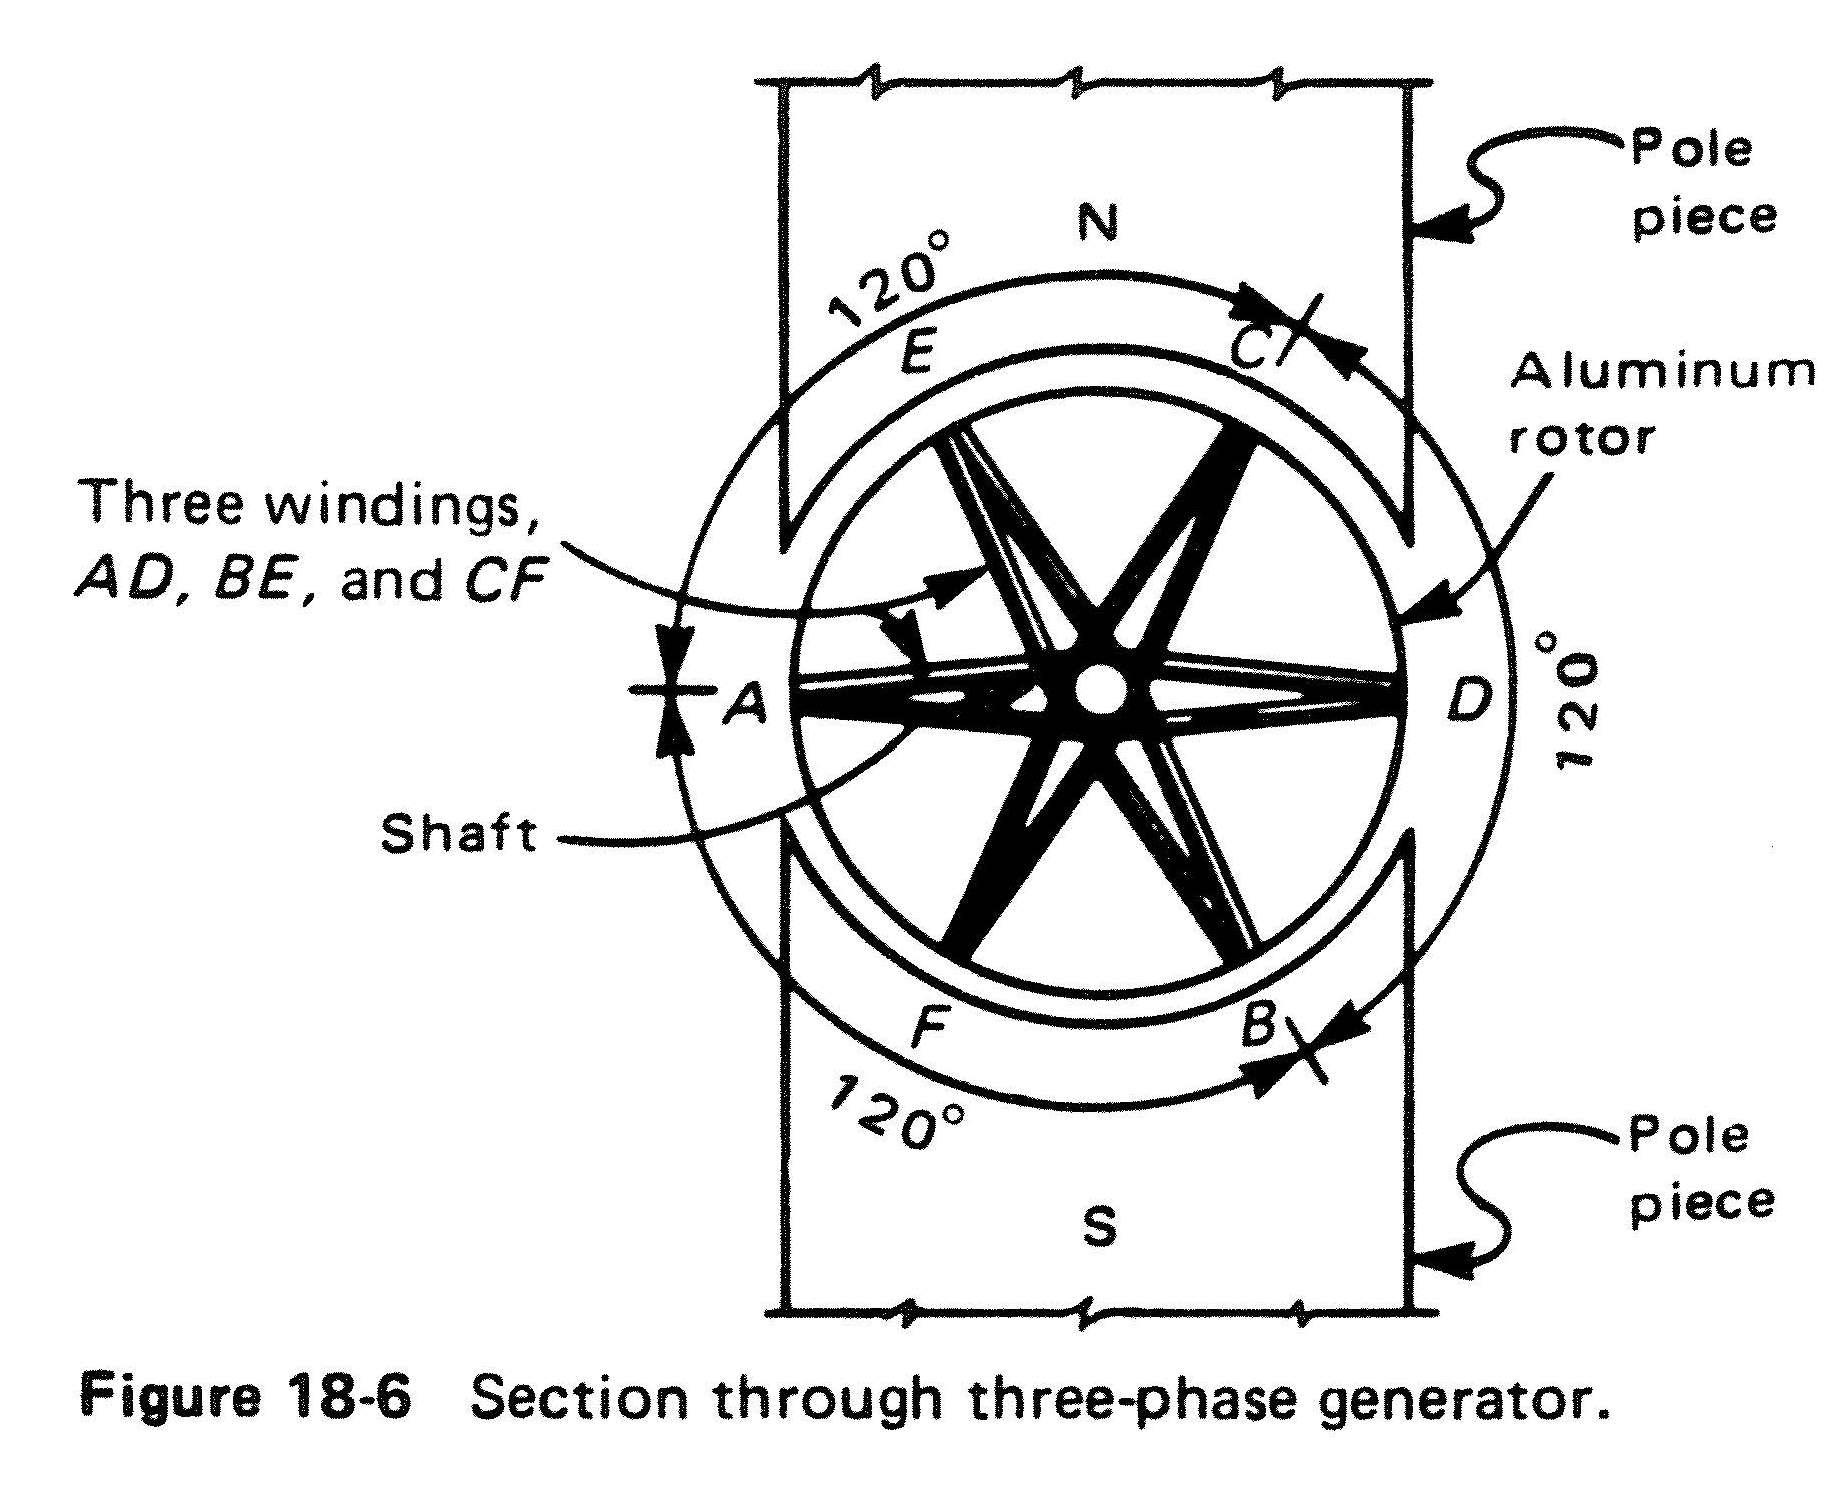 N
Pole
piece
120°
E
C
Aluminum
rotor
Three windings,
AD, BE, and CF
A
D
120°
Shaft
F
B
120°
Pole
piece
S
Figure 18-6 Section through three-phase generator.